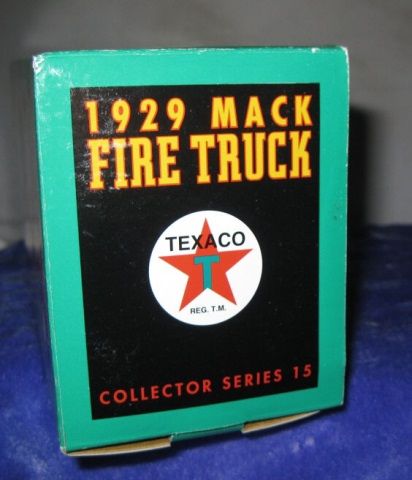 1929 MACK
FIRE TRUCK
TEXACO
T
REG. T.M.
COLLECTOR SERIES 15